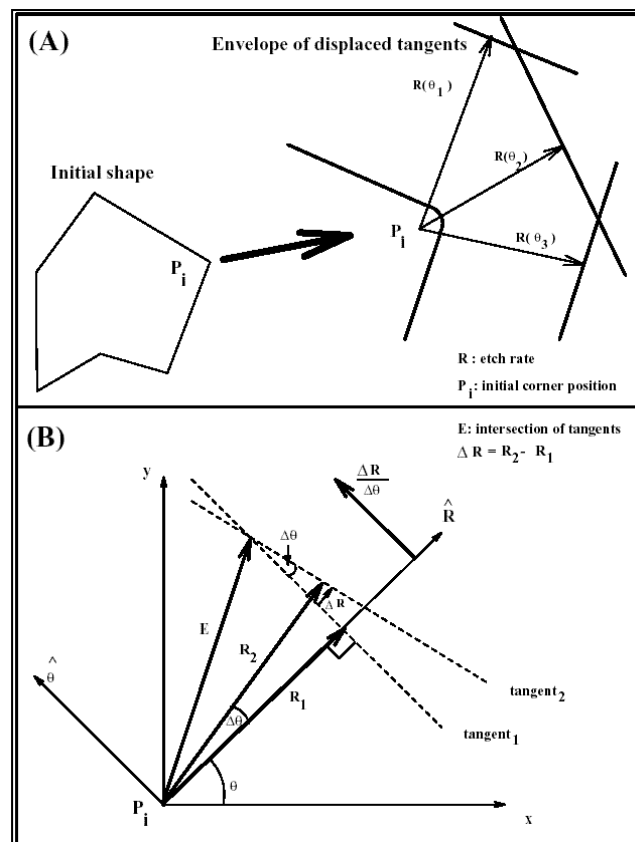 (A)
Envelope of displaced tangents
R(θ1)
Initial shape
R(θ2)
Pi
Pi
R(θ3)
R : etch rate
Pi: initial corner position
(B)
E: intersection of tangents
ΔR = R2- R1
y
ΔR
Δθ
^
R
Δθ
ΔR
E
R2
^
θ
R1
tangent2
Δθ
tangent1
θ
Pi
x